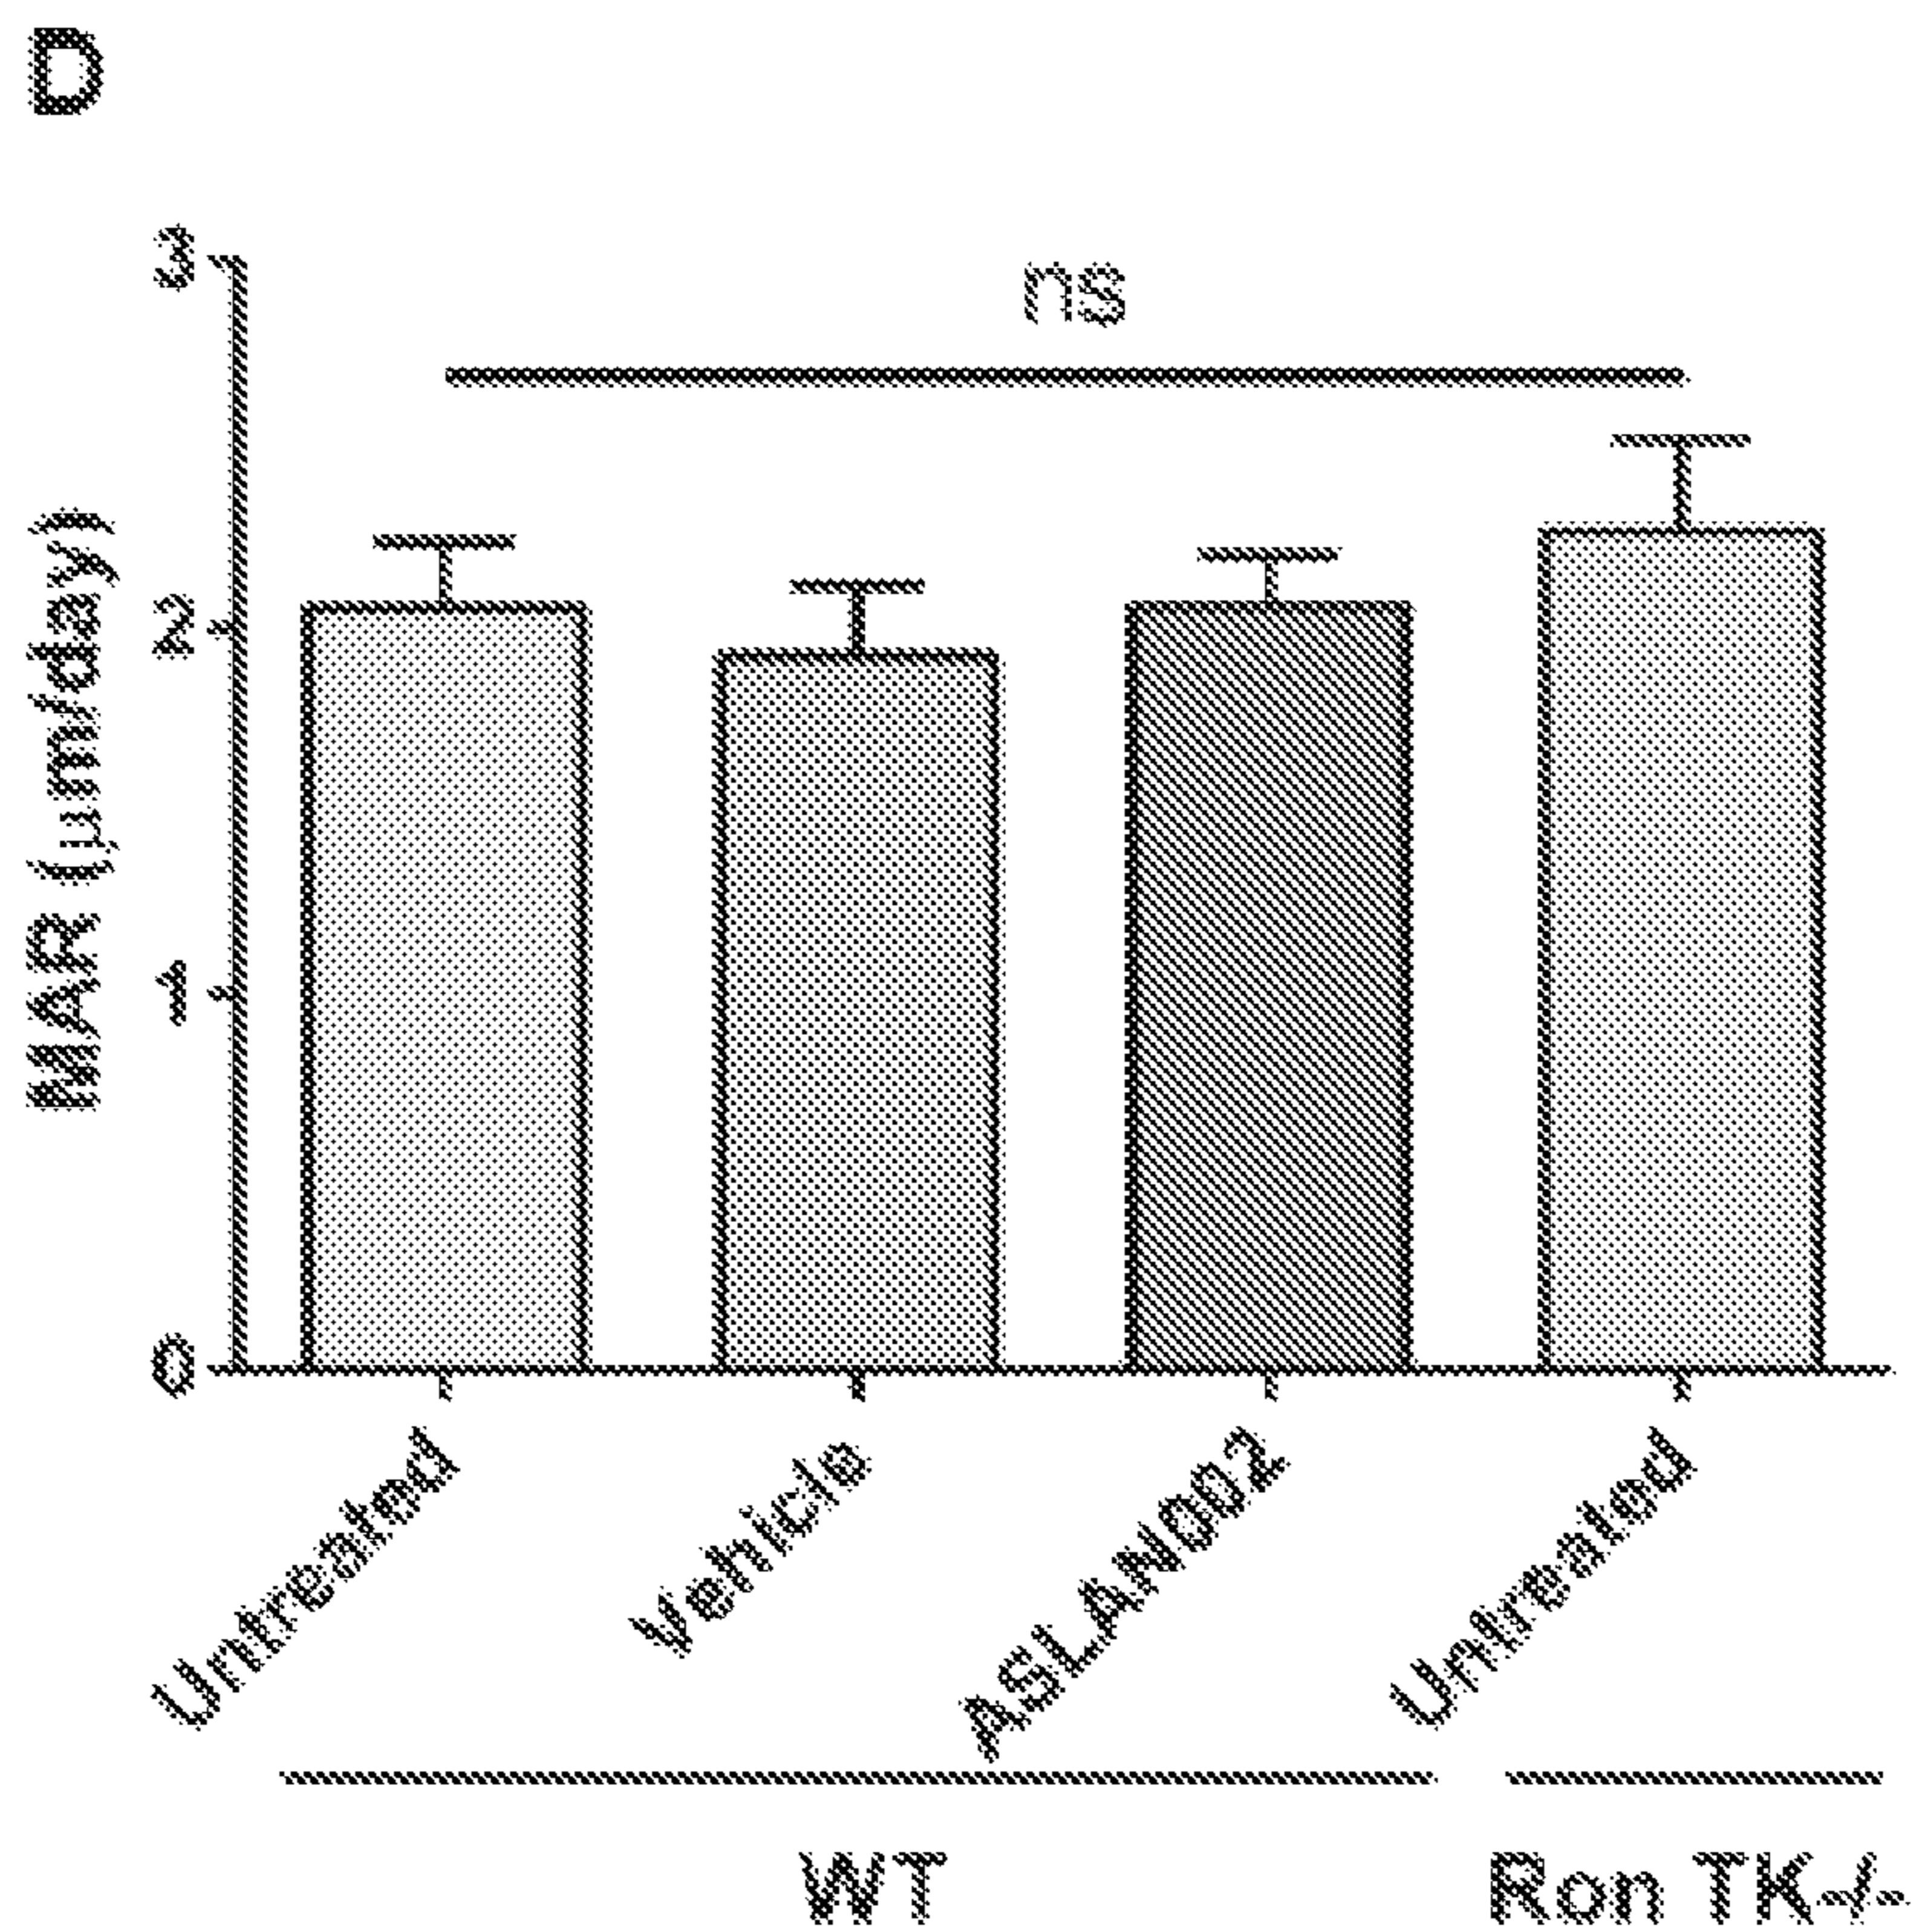 D
MAR (μm/day)
3
2
1
0
ns
Untreated
Vehicle
ASLAN002
Untreated
WT
Ron TK-/-